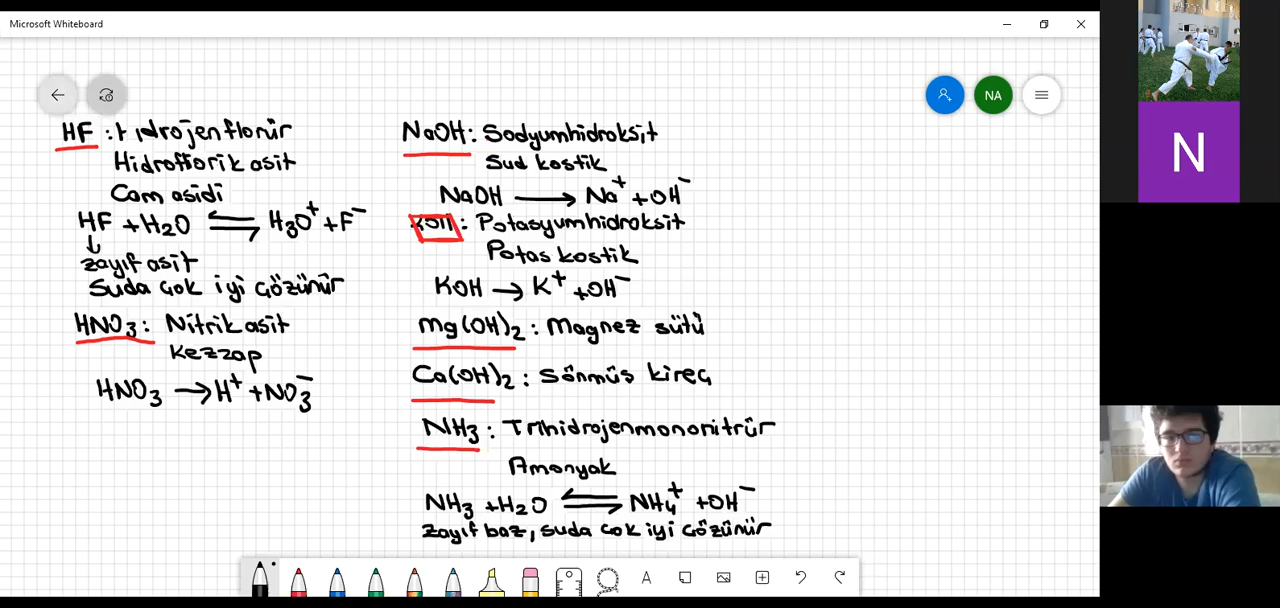 Microsoft Whiteboard
NA
N
HF : Hidrojenflorür
Hidroflorik asit
Cam asidi
HF + H2O ⇌ H3O⁺ + F⁻
↓
zayıf asit
Suda çok iyi çözünür
HNO3 : Nitrik asit
Kezzap
HNO3 → H⁺ + NO3⁻
NaOH : Sodyumhidroksit
Sud kostik
NaOH → Na⁺ + OH⁻
KOH : Potasyumhidroksit
Potas kostik
KOH → K⁺ + OH⁻
Mg(OH)2 : Magnez sütü
Ca(OH)2 : Sönmüş kireç
NH3 : Trihidrojenmononitrür
Amonyak
NH3 + H2O ⇌ NH4⁺ + OH⁻
Zayıf baz, suda çok iyi çözünür
A